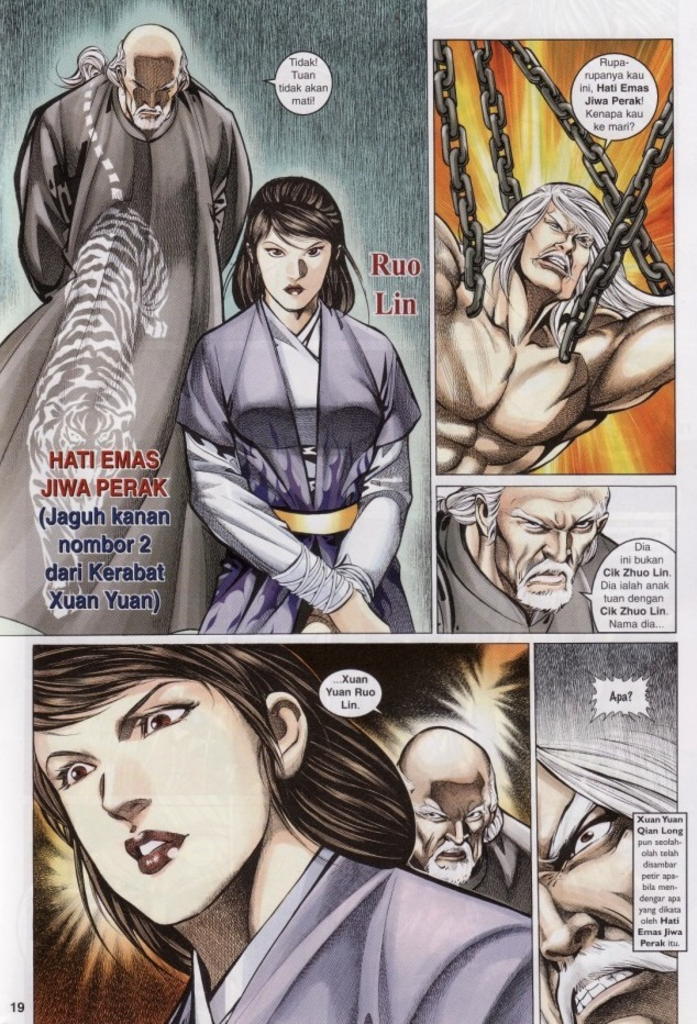 Tidak!
Tuan
tidak akan
mati!
Ruo
Lin
HATI EMAS
JIWA PERAK
(Jaguh kanan
nombor 2
dari Kerabat
Xuan Yuan)
Rupa-
rupanya kau
ini, Hati Emas
Jiwa Perak!
Kenapa kau
ke mari?
Dia
ini bukan
Cik Zhuo Lin.
Dia ialah anak
tuan dengan
Cik Zhuo Lin.
Nama dia...
...Xuan
Yuan Ruo
Lin.
Apa?
Xuan Yuan
Qian Long
pun seolah-
olah telah
disambar
petir apa-
bila men-
dengar apa
yang dikata
oleh Hati
Emas Jiwa
Perak itu.
19